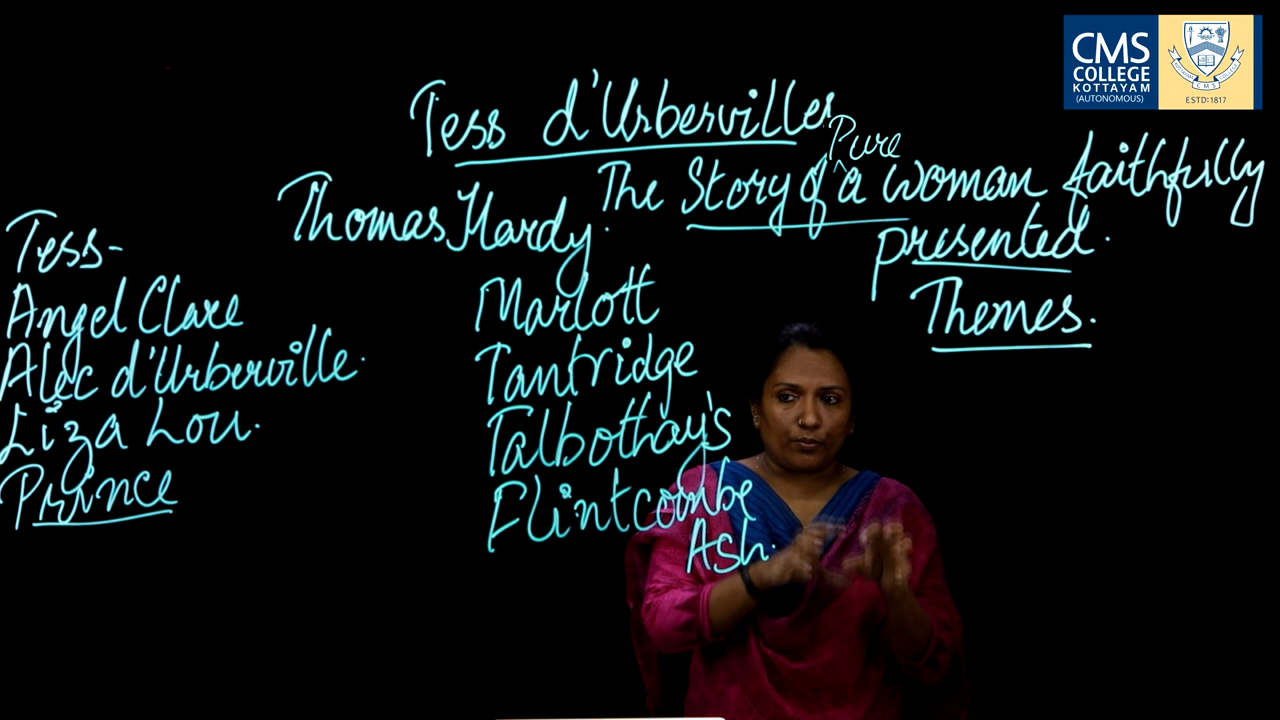 CMS
COLLEGE
KOTTAYAM
(AUTONOMOUS)
ESTD:1817
Tess d'Urbervilles
Thomas Hardy.
The Story of a Pure woman faithfully
presented.
Themes.
Tess-
Angel Clare
Alec d'Urberville.
Liza Lou.
Prince
Marlott
Tantridge
Talbothay's
Flintcombe
Ash.